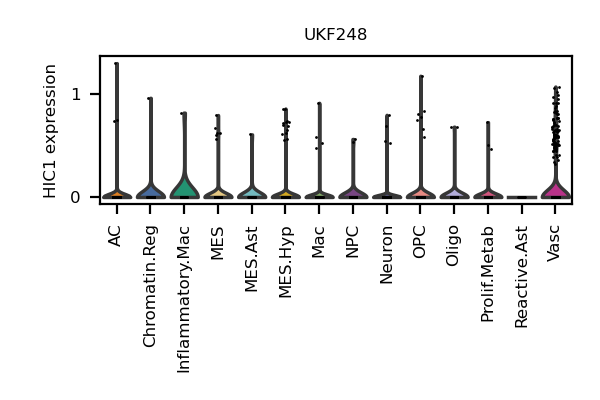 UKF248
HIC1 expression
1
0
AC
Chromatin.Reg
Inflammatory.Mac
MES
MES.Ast
MES.Hyp
Mac
NPC
Neuron
OPC
Oligo
Prolif.Metab
Reactive.Ast
Vasc